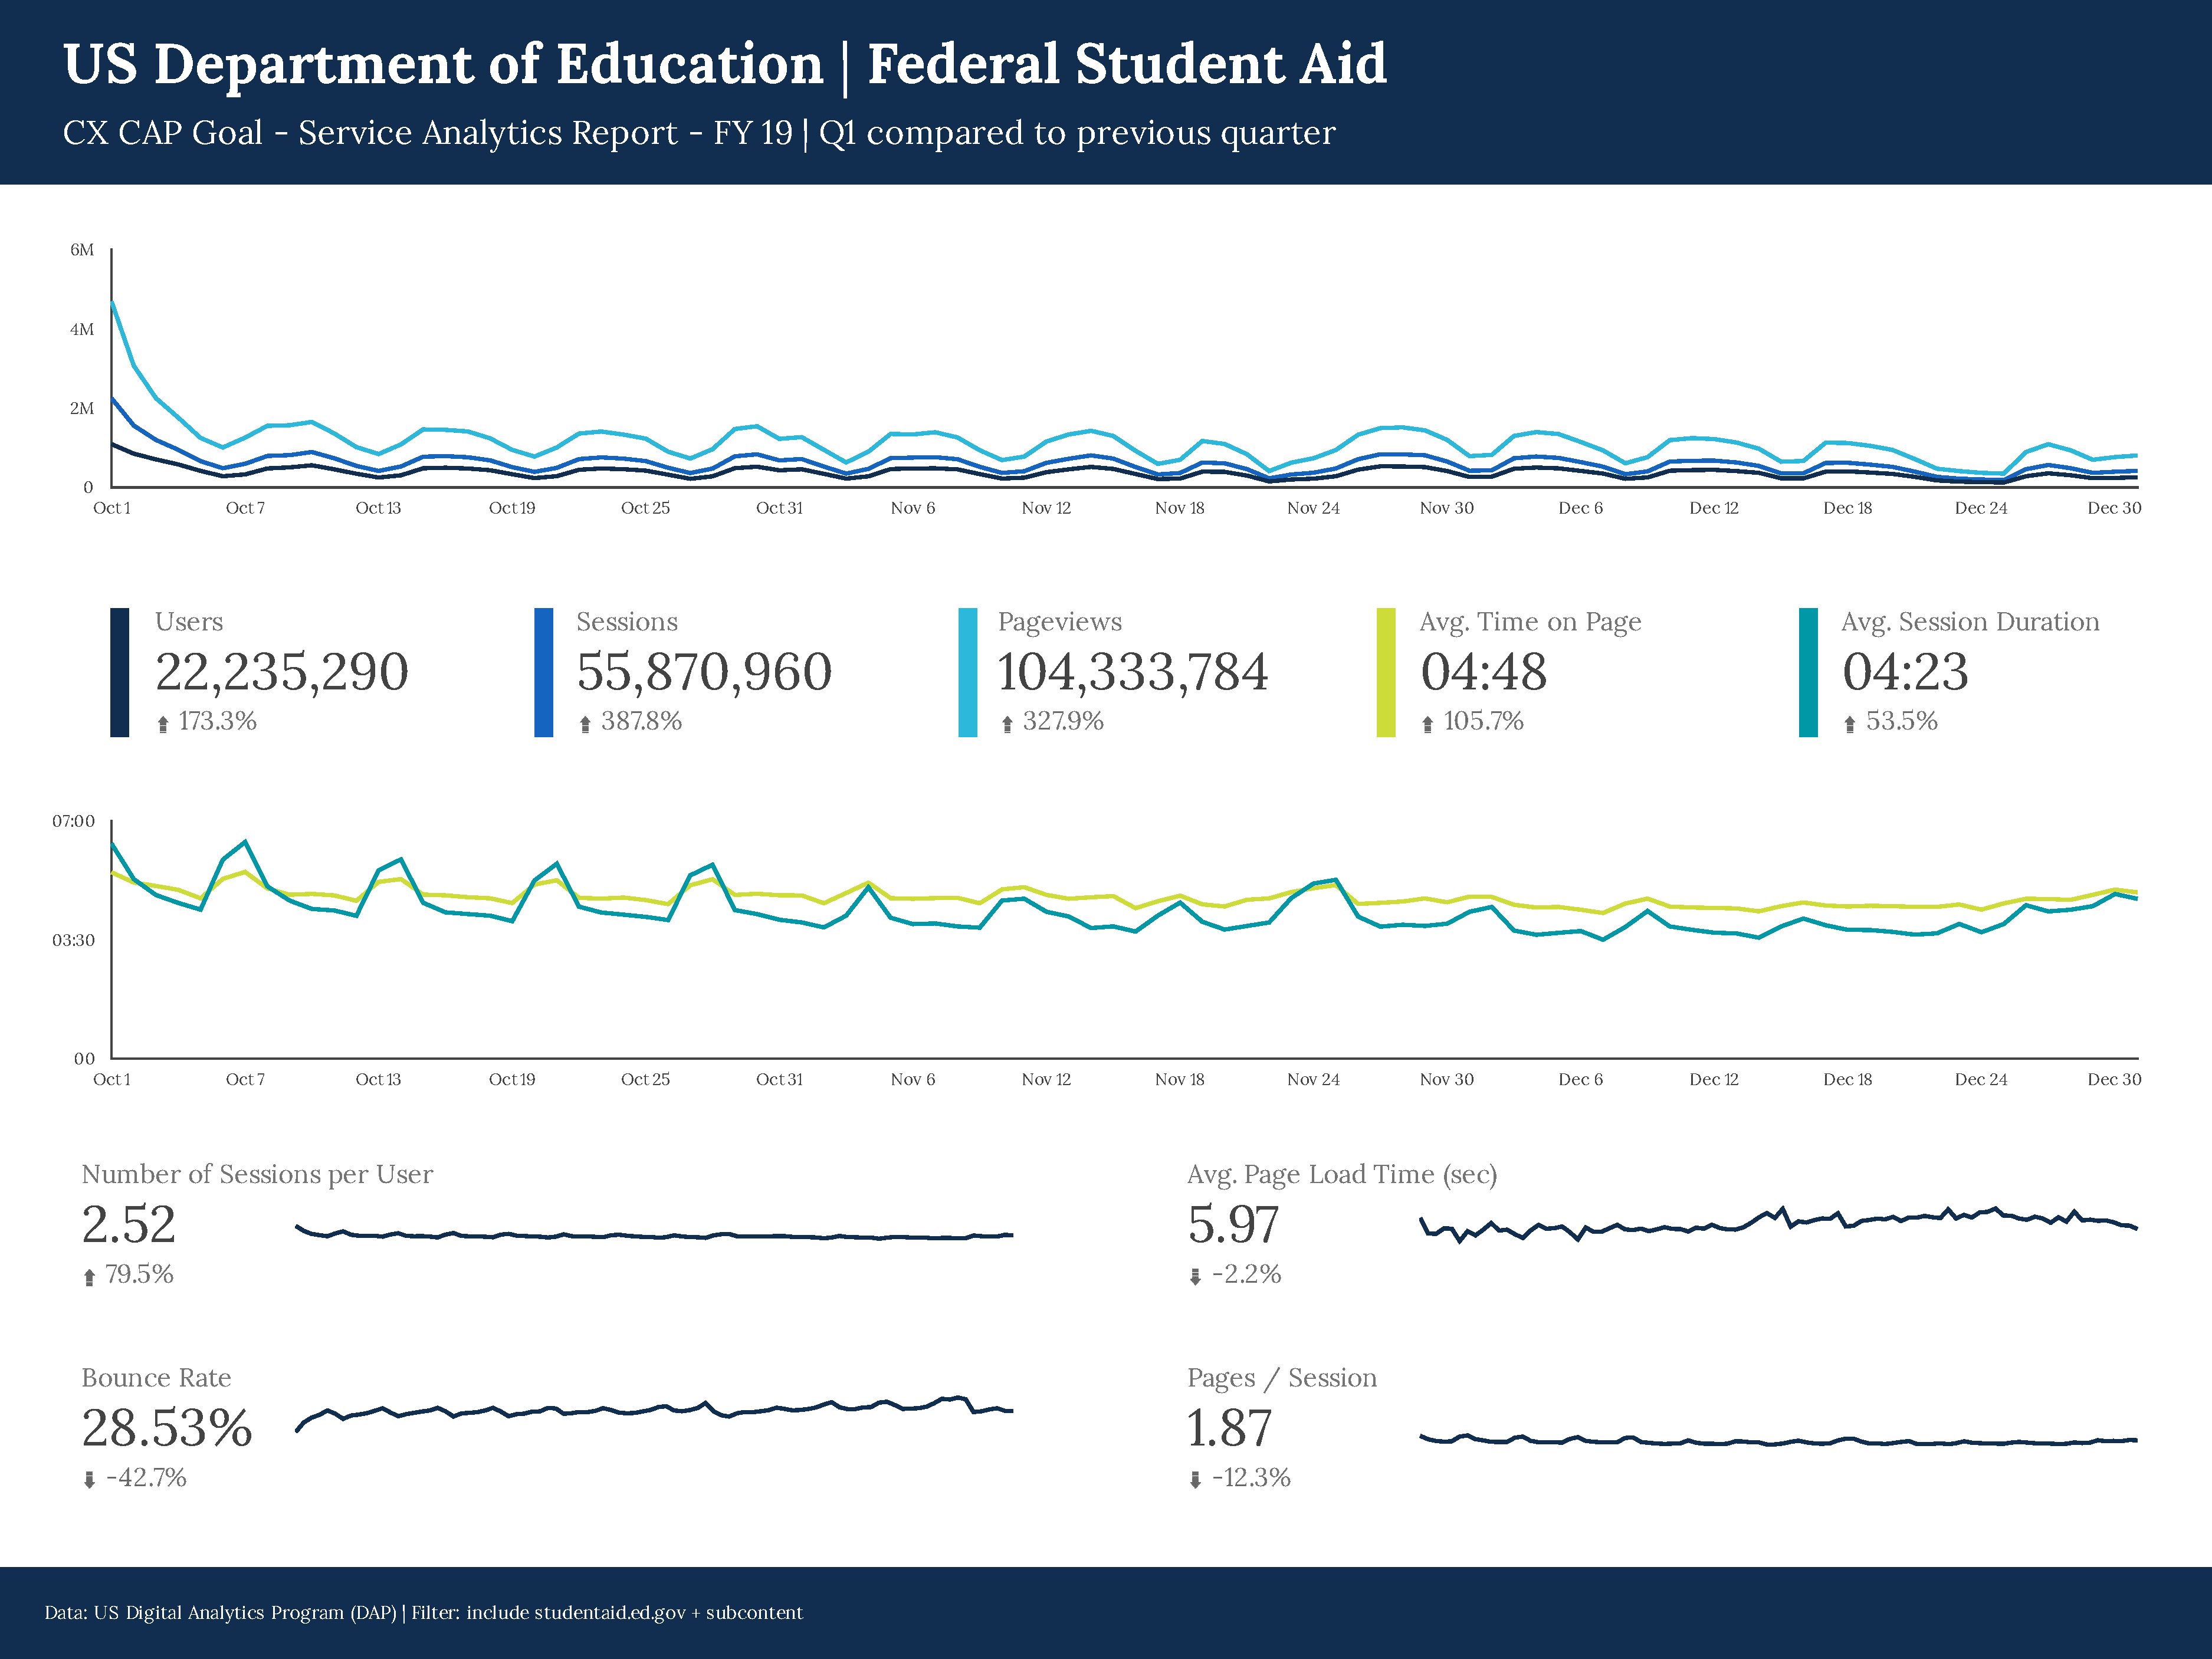 US Department of Education | Federal Student Aid
CX CAP Goal - Service Analytics Report - FY 19 | Q1 compared to previous quarter
6M
4M
2M
0
Oct 1 Oct 7 Oct 13 Oct 19 Oct 25 Oct 31 Nov 6 Nov 12 Nov 18 Nov 24 Nov 30 Dec 6 Dec 12 Dec 18 Dec 24 Dec 30
Users Sessions Pageviews Avg. Time on Page Avg. Session Duration
22,235,290 55,870,960 104,333,784 04:48 04:23
173.3% 387.8% 327.9% 105.7% 53.5%
07:00
03:30
00
Oct 1 Oct 7 Oct 13 Oct 19 Oct 25 Oct 31 Nov 6 Nov 12 Nov 18 Nov 24 Nov 30 Dec 6 Dec 12 Dec 18 Dec 24 Dec 30
Number of Sessions per User
2.52
79.5%
Avg. Page Load Time (sec)
5.97
-2.2%
Bounce Rate
28.53%
-42.7%
Pages / Session
1.87
-12.3%
Data: US Digital Analytics Program (DAP) | Filter: include studentaid.ed.gov + subcontent